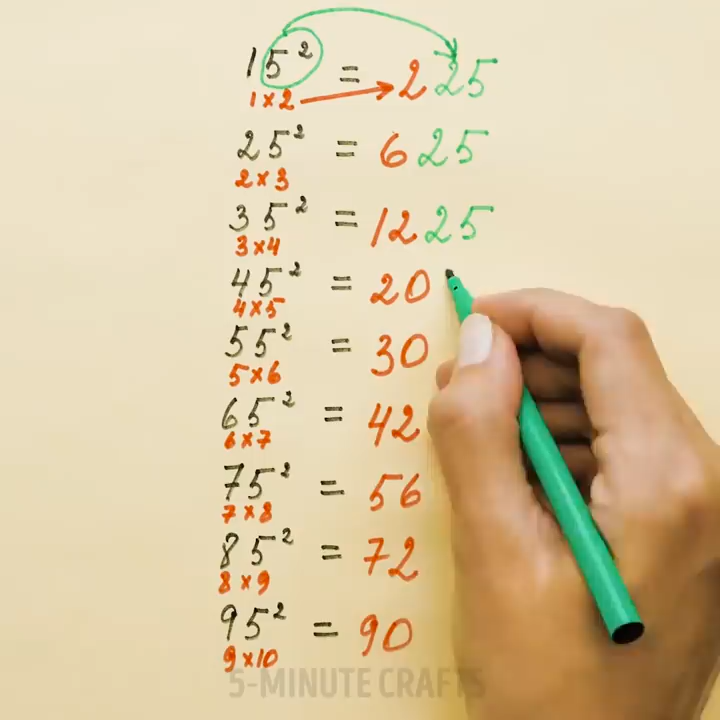 15² = 225
1×2
25² = 625
2×3
35² = 1225
3×4
45² = 20
4×5
55² = 30
5×6
65² = 42
6×7
75² = 56
7×8
85² = 72
8×9
95² = 90
9×10
5-MINUTE CRAFTS